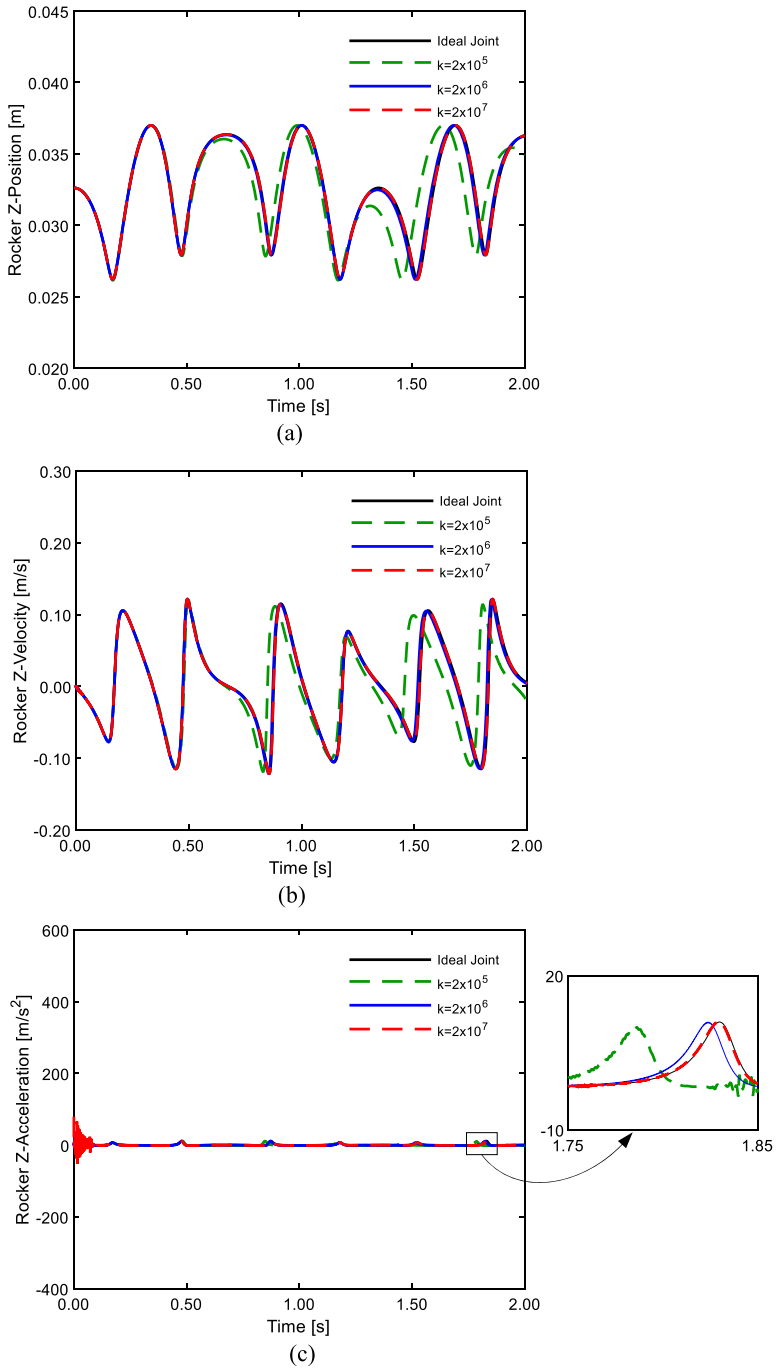 0.045
0.040
0.035
0.030
0.025
0.020
Rocker Z-Position [m]
Ideal Joint
k=2x10^5
k=2x10^6
k=2x10^7
0.00 0.50 1.00 1.50 2.00
Time [s]
(a)
0.30
0.20
0.10
0.00
-0.10
-0.20
Rocker Z-Velocity [m/s]
Ideal Joint
k=2x10^5
k=2x10^6
k=2x10^7
0.00 0.50 1.00 1.50 2.00
Time [s]
(b)
600
400
200
0
-200
-400
Rocker Z-Acceleration [m/s^2]
Ideal Joint
k=2x10^5
k=2x10^6
k=2x10^7
0.00 0.50 1.00 1.50 2.00
Time [s]
20
-10
1.75 1.85
(c)